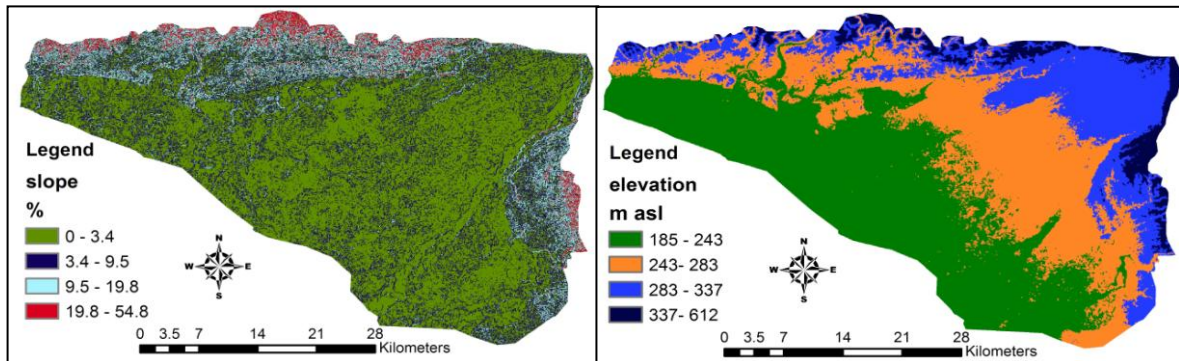 Legend
slope
%
0 - 3.4
3.4 - 9.5
9.5 - 19.8
19.8 - 54.8
N
W E
S
0 3.5 7 14 21 28
Kilometers
Legend
elevation
m asl
185 - 243
243- 283
283 - 337
337- 612
N
W E
S
0 3.5 7 14 21 28
Kilometers